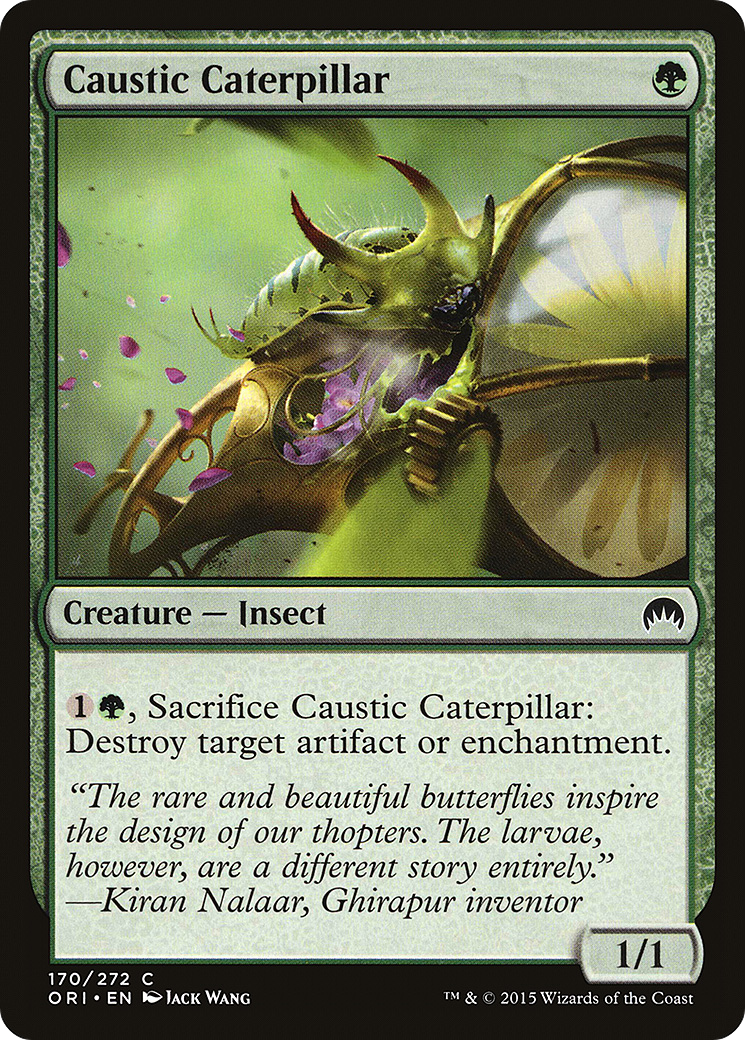 Caustic Caterpillar
Creature — Insect
1, Sacrifice Caustic Caterpillar:
Destroy target artifact or enchantment.
“The rare and beautiful butterflies inspire
the design of our thopters. The larvae,
however, are a different story entirely.”
—Kiran Nalaar, Ghirapur inventor
1/1
170/272 C
ORI • EN Jack Wang
™ & © 2015 Wizards of the Coast